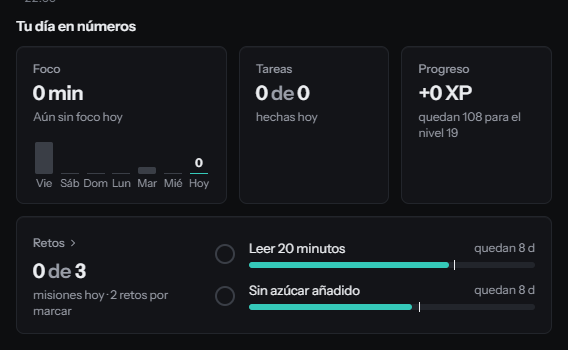 Tu día en números
Foco
0 min
Aún sin foco hoy
0
Vie Sáb Dom Lun Mar Mié Hoy
Tareas
0 de 0
hechas hoy
Progreso
+0 XP
quedan 108 para el
nivel 19
Retos >
0 de 3
misiones hoy · 2 retos por
marcar
Leer 20 minutos
quedan 8 d
Sin azúcar añadido
quedan 8 d